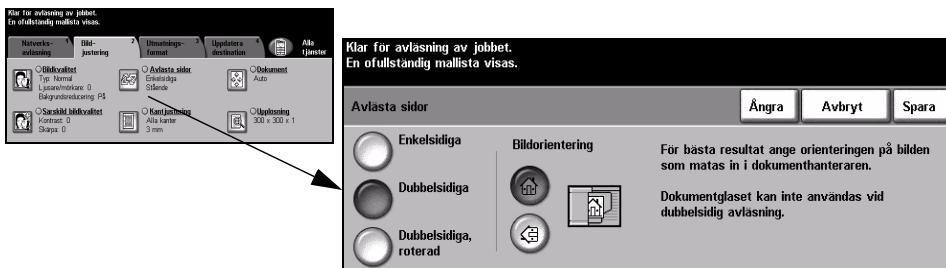 Klar för avläsning av jobbet.
En ofullständig mallista visas.
Nätverks-
avläsning
1
Bild-
justering
2
Utmatnings-
format
3
Uppdatera
destination
4
Alla
tjänster
Bildkvalitet
Typ: Normal
Ljusare/mörkare: 0
Bakgrundsreducering: På
Avlästa sidor
Enkelsidiga
Stående
Dokument
Auto
Särskild bildkvalitet
Kontrast: 0
Skärpa: 0
Kantjustering
Alla kanter
3 mm
Upplösning
300 x 300 x 1
Klar för avläsning av jobbet.
En ofullständig mallista visas.
Avlästa sidor
Ångra
Avbryt
Spara
Enkelsidiga
Dubbelsidiga
Dubbelsidiga,
roterad
Bildorientering
För bästa resultat ange orienteringen på bilden
som matas in i dokumenthanteraren.
Dokumentglaset kan inte användas vid
dubbelsidig avläsning.